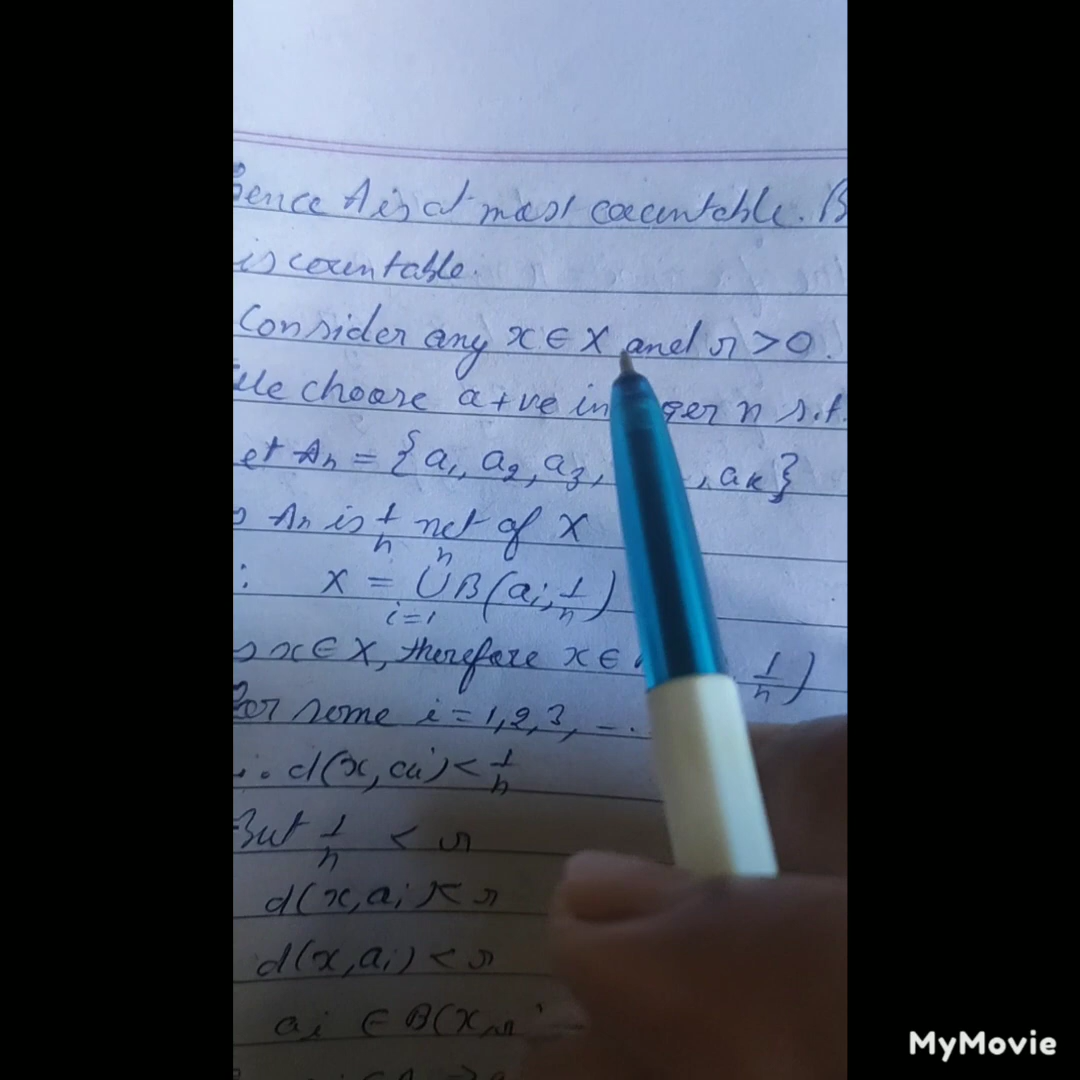 ence A is at most countable. B
is countable.
Consider any x ∈ X and r > 0.
We choose a +ve in ger n s.t.
et An = {a1, a2, a3, , ak}
An is 1/n net of X
X = ⋃ⁿᵢ₌₁ B(ai, 1/n)
x ∈ X, therefore x ∈ 1/n)
For some i = 1, 2, 3, ...
∴ d(x, ai) < 1/n
But 1/n < r
d(x, ai) < r
d(x, ai) < r
ai ∈ B(x, r
MyMovie